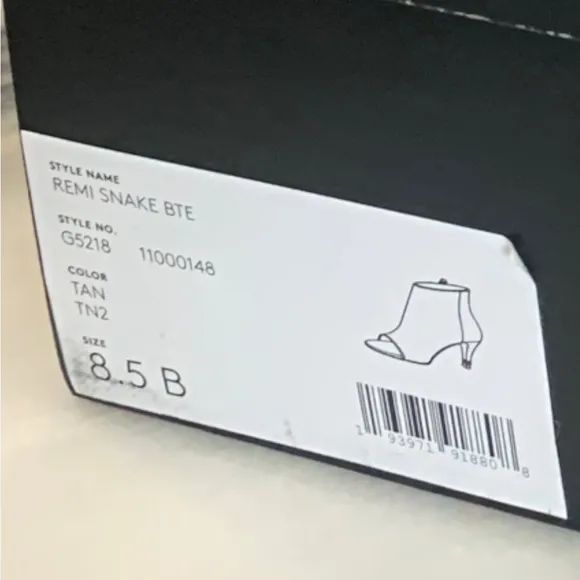 STYLE NAME
REMI SNAKE BTE
STYLE NO.
G5218 11000148
COLOR
TAN
TN2
SIZE
8.5 B
1 93971 91880 8